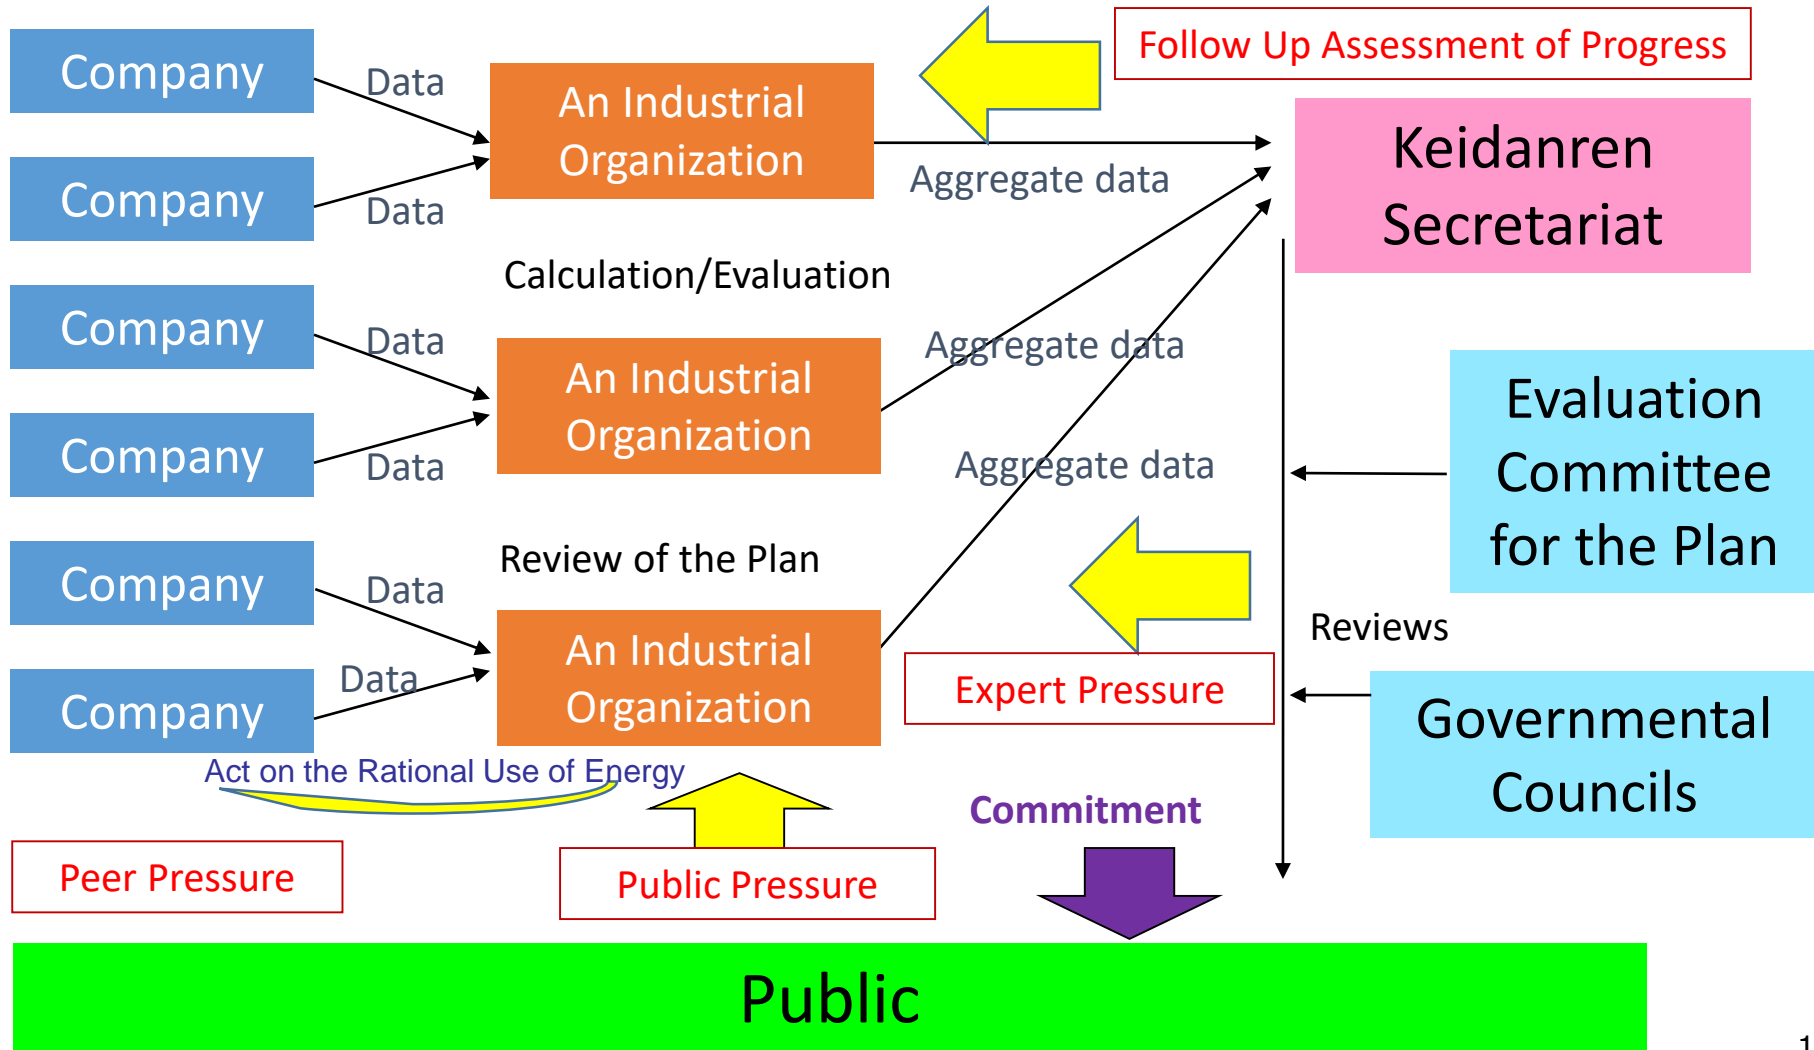 Follow Up Assessment of Progress
Company
Data
An Industrial
Organization
Keidanren
Secretariat
Company
Data
Aggregate data
Calculation/Evaluation
Company
Data
An Industrial
Organization
Aggregate data
Company
Data
Aggregate data
Evaluation
Committee
for the Plan
Review of the Plan
Company
Data
An Industrial
Organization
Reviews
Company
Data
Expert Pressure
Governmental
Councils
Act on the Rational Use of Energy
Commitment
Peer Pressure
Public Pressure
Public
1